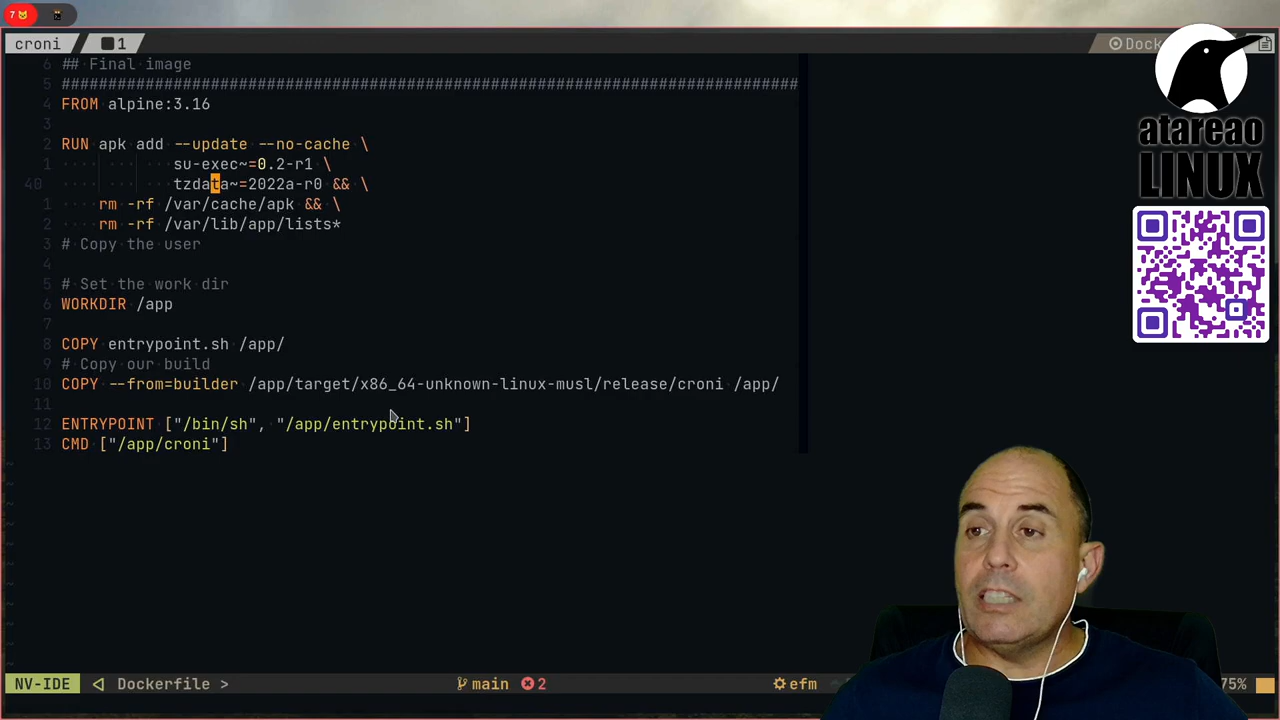 7
croni
1
Dock
6 ## Final image
5 ###############################################################################
4 FROM alpine:3.16
3
2 RUN apk add --update --no-cache \
1 su-exec~=0.2-r1 \
40 tzdata~=2022a-r0 && \
1 rm -rf /var/cache/apk && \
2 rm -rf /var/lib/app/lists*
3 # Copy the user
4
5 # Set the work dir
6 WORKDIR /app
7
8 COPY entrypoint.sh /app/
9 # Copy our build
10 COPY --from=builder /app/target/x86_64-unknown-linux-musl/release/croni /app/
11
12 ENTRYPOINT ["/bin/sh", "/app/entrypoint.sh"]
13 CMD ["/app/croni"]
atareao
LINUX
NV-IDE Dockerfile > main 2 efm 75%